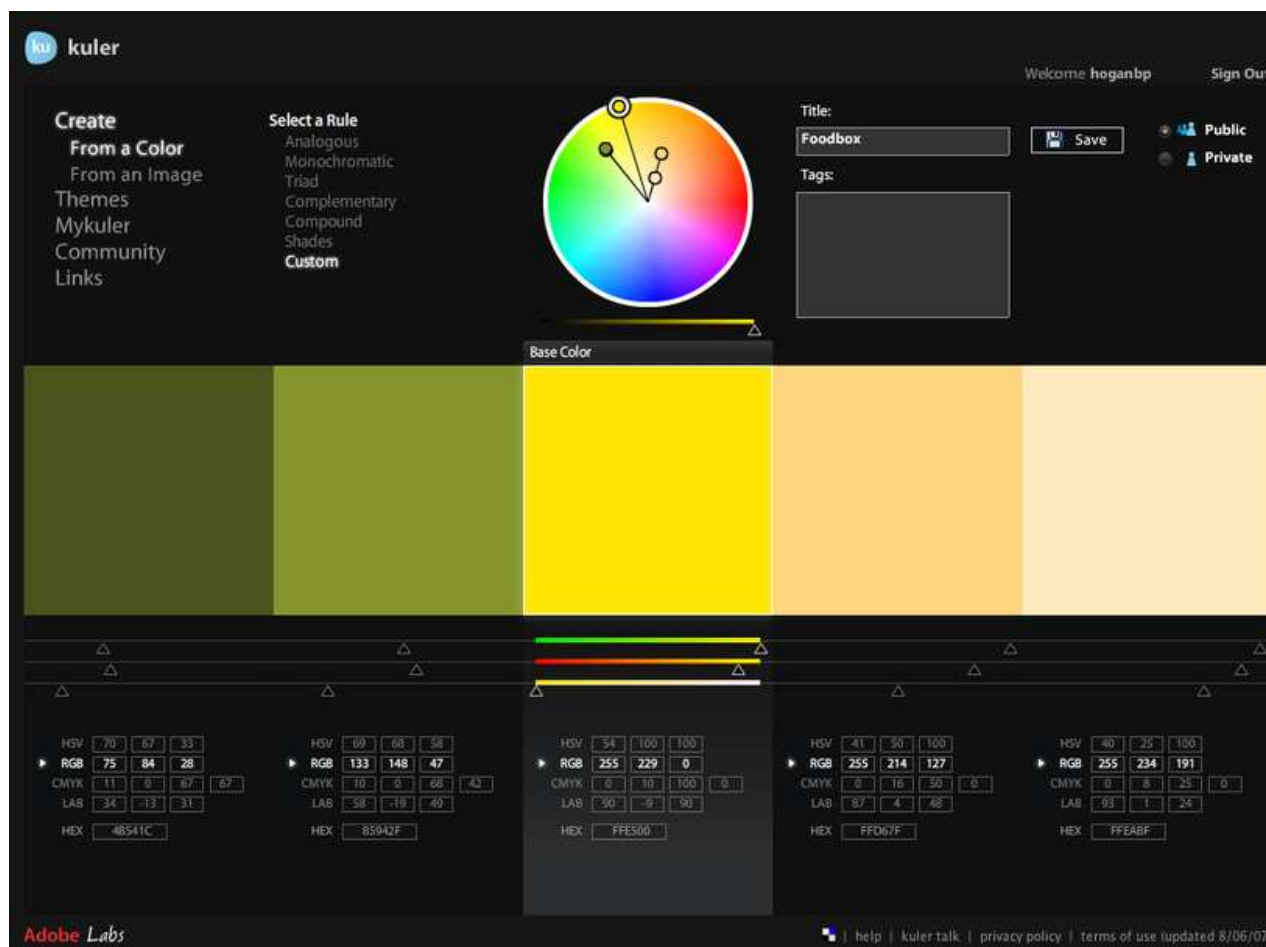 ku kuler
Welcome hoganbp Sign Out
Create
From a Color
From an Image
Themes
Mykuler
Community
Links
Select a Rule
Analogous
Monochromatic
Triad
Complementary
Compound
Shades
Custom
Title:
Foodbox
Save
Public
Private
Tags:
Base Color
HSV 70 67 33
RGB 75 84 28
CMYK 11 0 67 67
LAB 34 -13 31
HEX 4B541C
HSV 69 68 58
RGB 133 148 47
CMYK 10 0 68 42
LAB 58 -19 49
HEX 85942F
HSV 54 100 100
RGB 255 229 0
CMYK 0 10 100 0
LAB 90 -9 90
HEX FFE500
HSV 41 50 100
RGB 255 214 127
CMYK 0 16 50 0
LAB 87 4 48
HEX FFD67F
HSV 40 25 100
RGB 255 234 191
CMYK 0 8 25 0
LAB 93 1 24
HEX FFEABF
Adobe Labs
| help | kuler talk | privacy policy | terms of use (updated 8/06/07